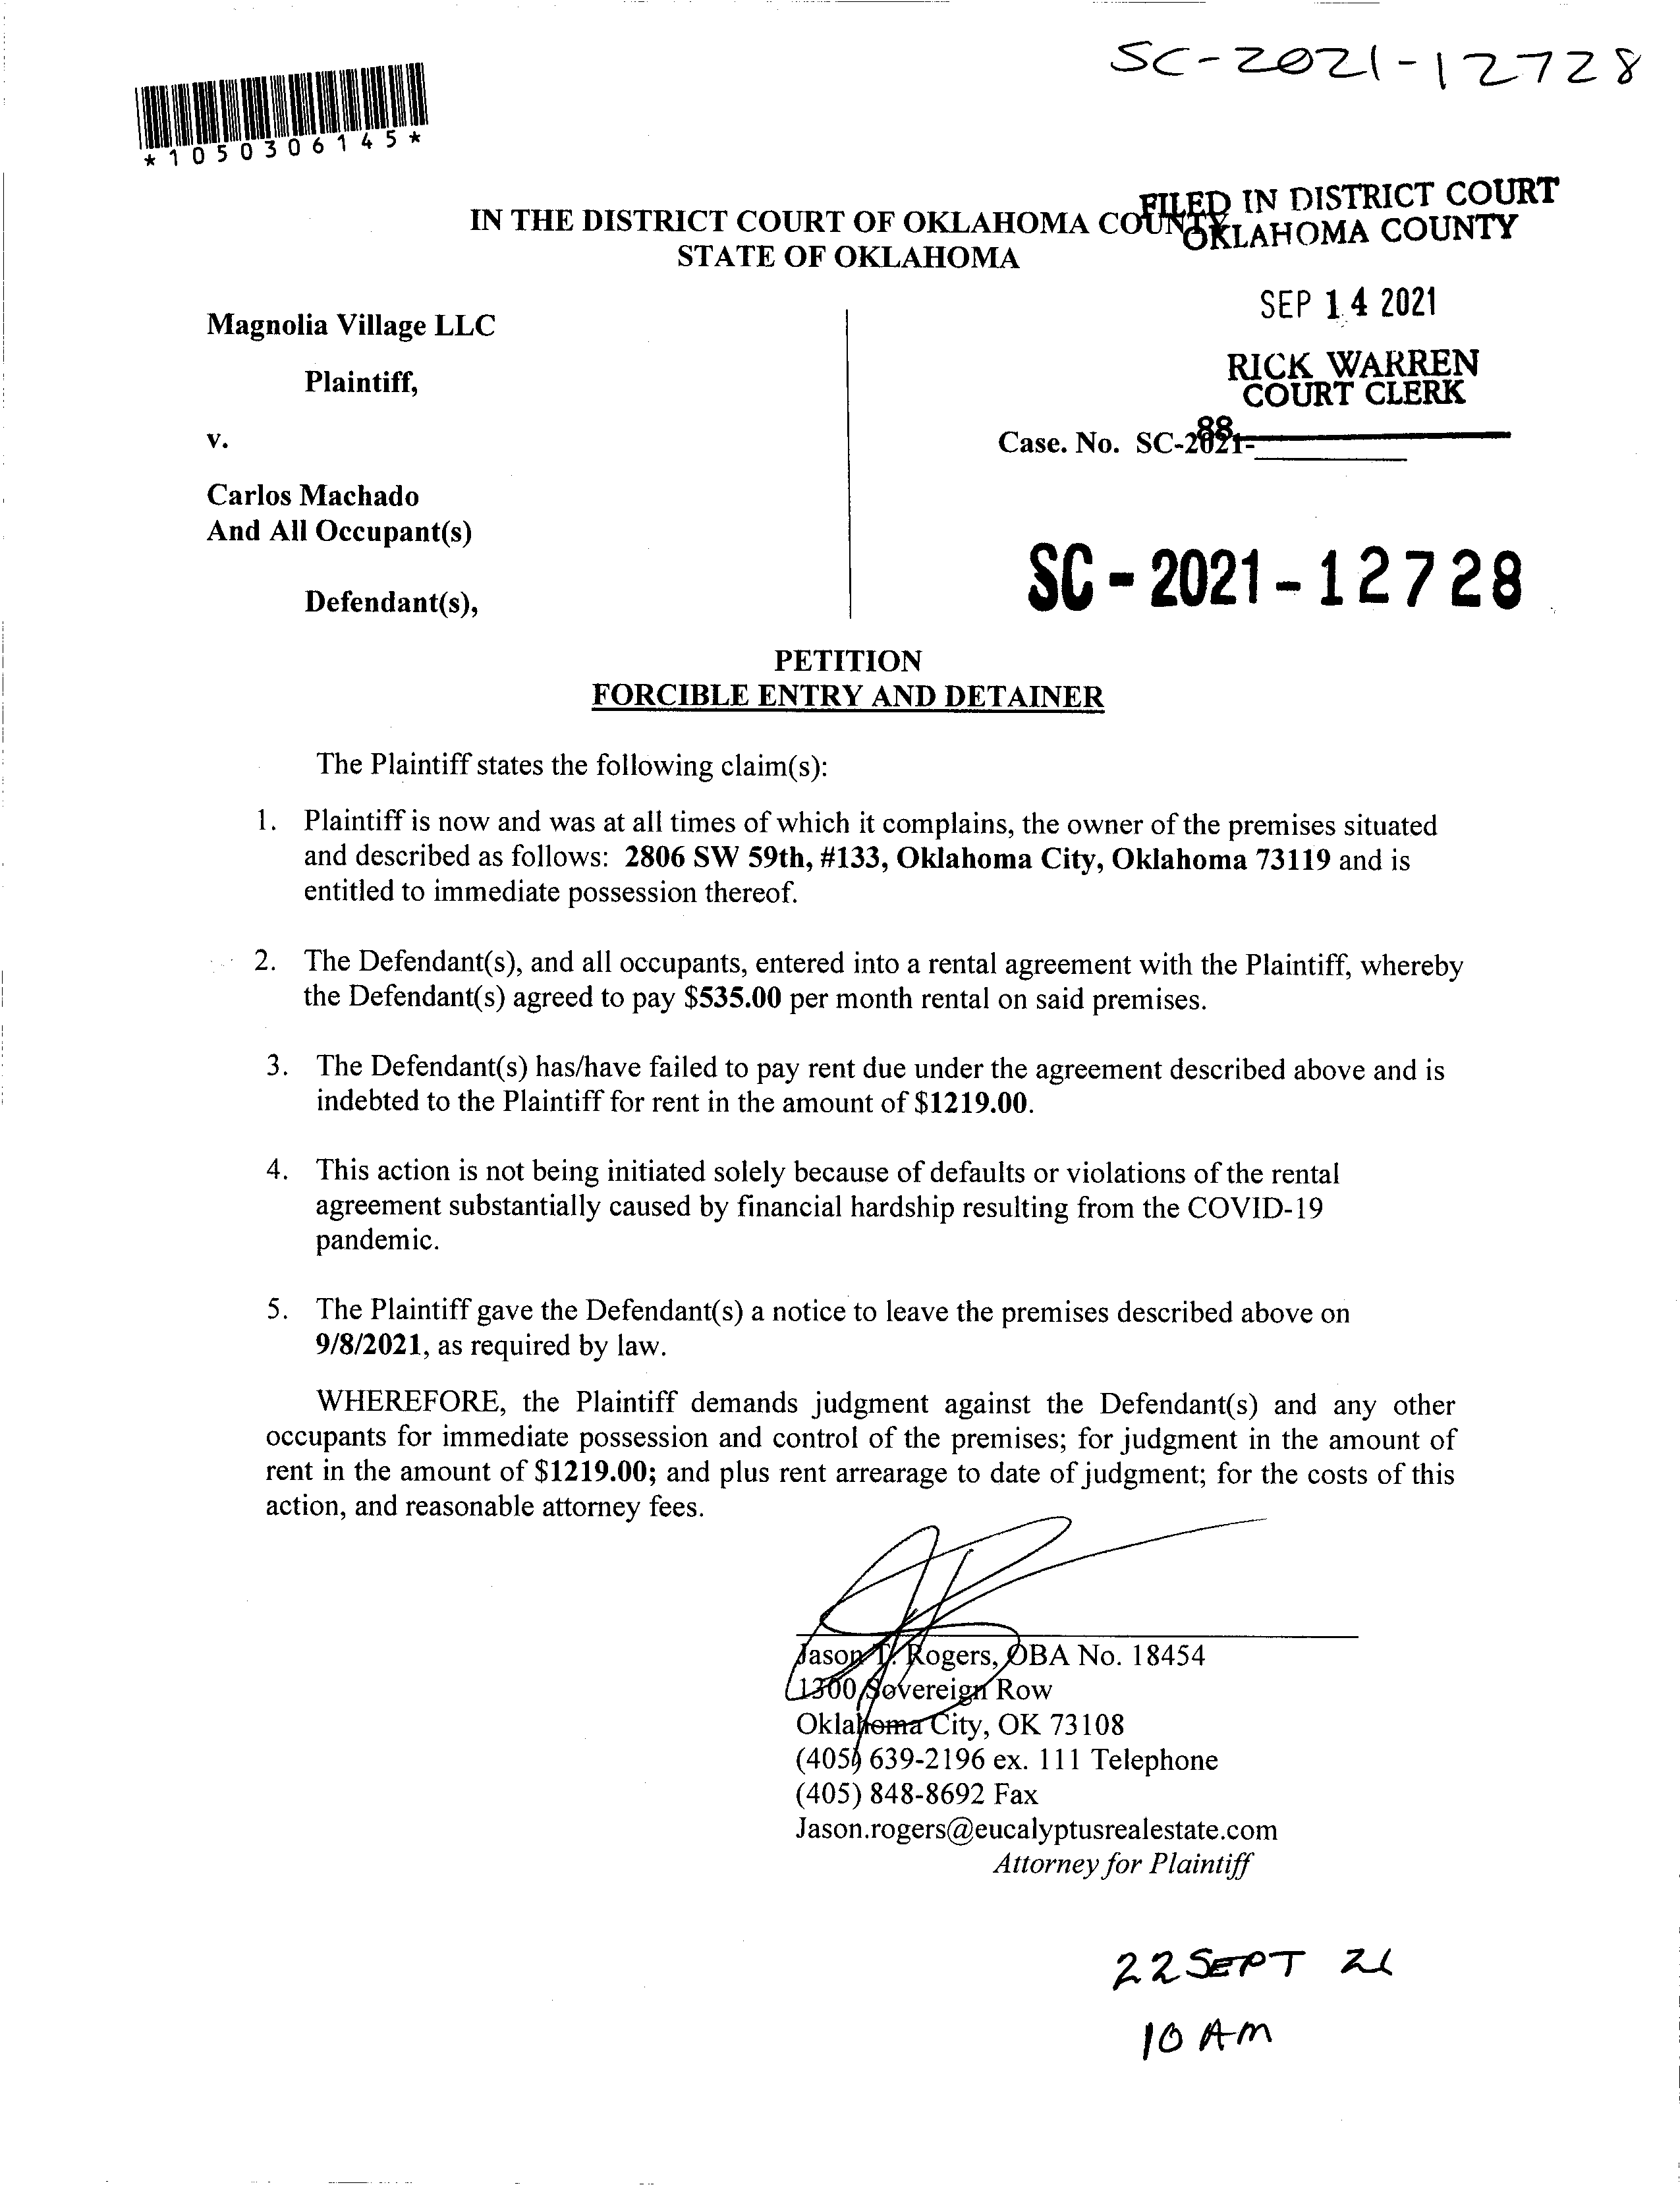 SC-2021-12728
*1050306145*
FILED IN DISTRICT COURT
OKLAHOMA COUNTY
IN THE DISTRICT COURT OF OKLAHOMA COUNTY
STATE OF OKLAHOMA
SEP 14 2021
RICK WARREN
COURT CLERK
88
Magnolia Village LLC
Plaintiff,
v.
Case. No. SC-2021-
Carlos Machado
And All Occupant(s)
Defendant(s),
SC-2021-12728
PETITION
FORCIBLE ENTRY AND DETAINER
The Plaintiff states the following claim(s):
1. Plaintiff is now and was at all times of which it complains, the owner of the premises situated
and described as follows: 2806 SW 59th, #133, Oklahoma City, Oklahoma 73119 and is
entitled to immediate possession thereof.
2. The Defendant(s), and all occupants, entered into a rental agreement with the Plaintiff, whereby
the Defendant(s) agreed to pay $535.00 per month rental on said premises.
3. The Defendant(s) has/have failed to pay rent due under the agreement described above and is
indebted to the Plaintiff for rent in the amount of $1219.00.
4. This action is not being initiated solely because of defaults or violations of the rental
agreement substantially caused by financial hardship resulting from the COVID-19
pandemic.
5. The Plaintiff gave the Defendant(s) a notice to leave the premises described above on
9/8/2021, as required by law.
WHEREFORE, the Plaintiff demands judgment against the Defendant(s) and any other
occupants for immediate possession and control of the premises; for judgment in the amount of
rent in the amount of $1219.00; and plus rent arrearage to date of judgment; for the costs of this
action, and reasonable attorney fees.
Jason T. Rogers, OBA No. 18454
1300 Sovereign Row
Oklahoma City, OK 73108
(405) 639-2196 ex. 111 Telephone
(405) 848-8692 Fax
Jason.rogers@eucalyptusrealestate.com
Attorney for Plaintiff
22 SEPT 21
10 AM